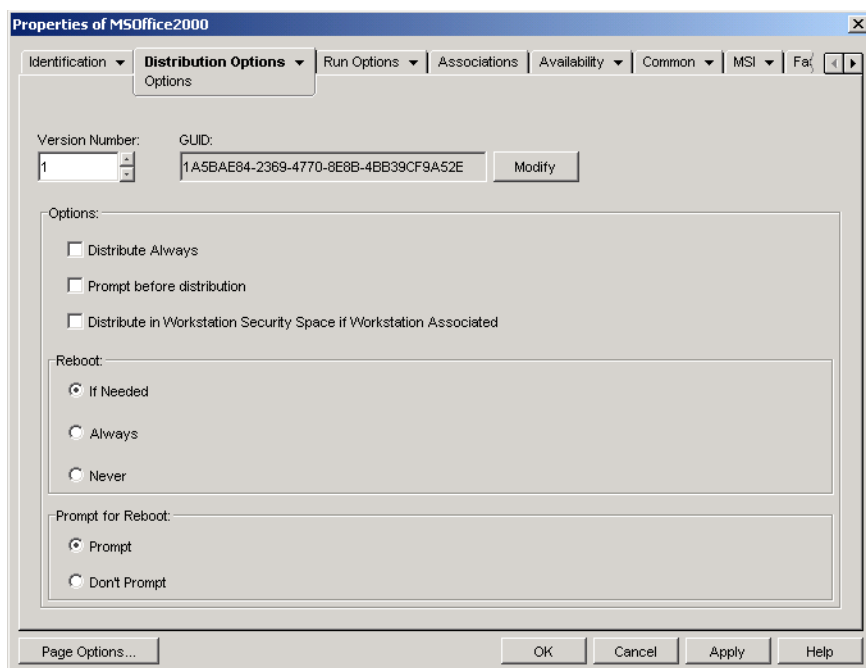 Properties of MSOffice2000
Identification Distribution Options Run Options Associations Availability Common MSI
Options
Version Number: GUID:
1 1A5BAE84-2369-4770-8E8B-4BB39CF9A52E Modify
Options:
Distribute Always
Prompt before distribution
Distribute in Workstation Security Space if Workstation Associated
Reboot:
If Needed
Always
Never
Prompt for Reboot:
Prompt
Don't Prompt
Page Options... OK Cancel Apply Help